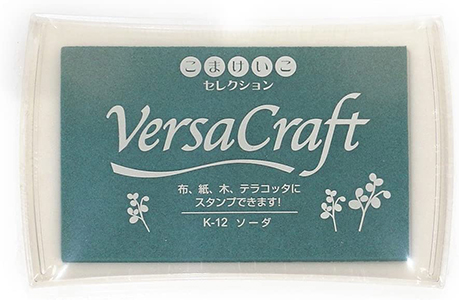 こまけいこ
セレクション
VersaCraft
布、紙、木、テラコッタに
スタンプできます!
K-12 ソーダ